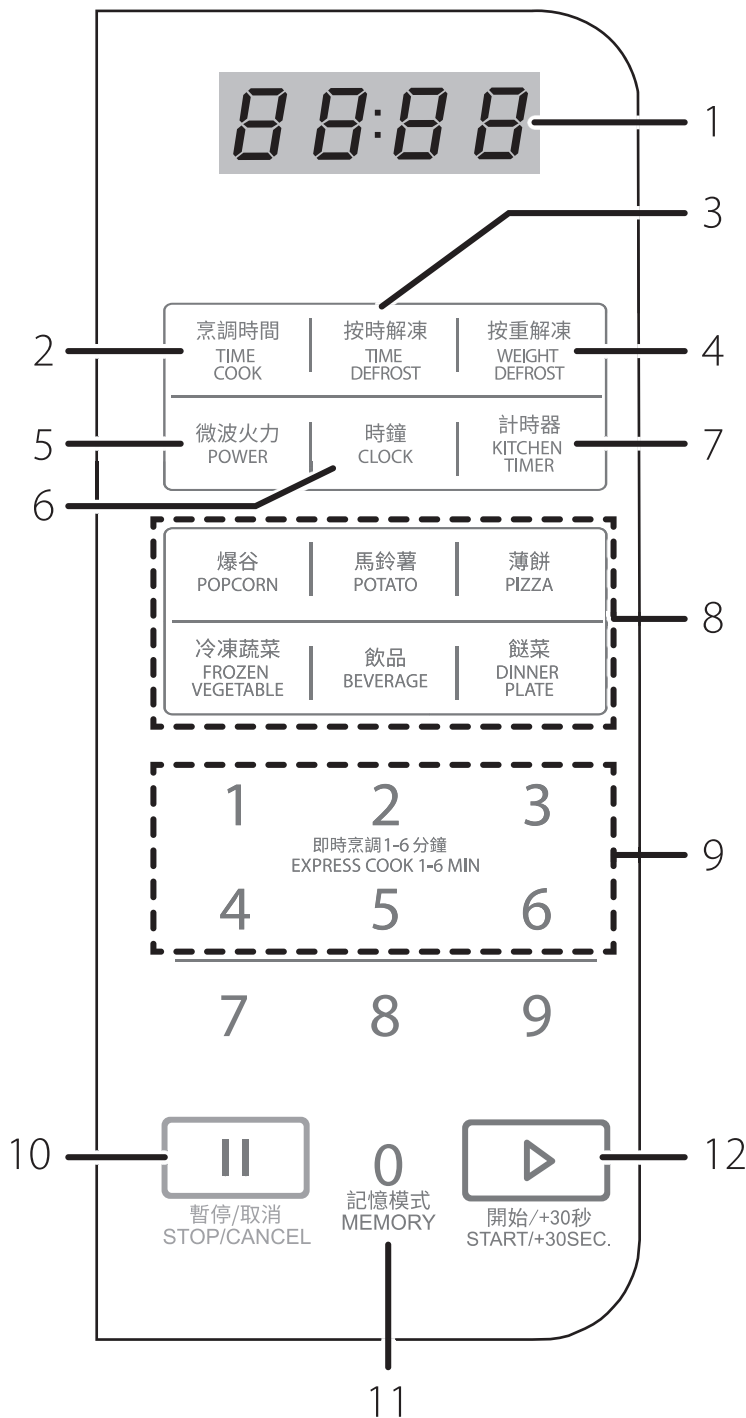 88:88
1
3
烹調時間
TIME
COOK
按時解凍
TIME
DEFROST
按重解凍
WEIGHT
DEFROST
2
4
微波火力
POWER
時鐘
CLOCK
計時器
KITCHEN
TIMER
5
7
6
爆谷
POPCORN
馬鈴薯
POTATO
薄餅
PIZZA
8
冷凍蔬菜
FROZEN
VEGETABLE
飲品
BEVERAGE
餸菜
DINNER
PLATE
1 2 3
即時烹調1-6 分鐘
EXPRESS COOK 1-6 MIN
9
4 5 6
7 8 9
10
0
12
暫停/取消
STOP/CANCEL
記憶模式
MEMORY
開始/+30秒
START/+30SEC.
11